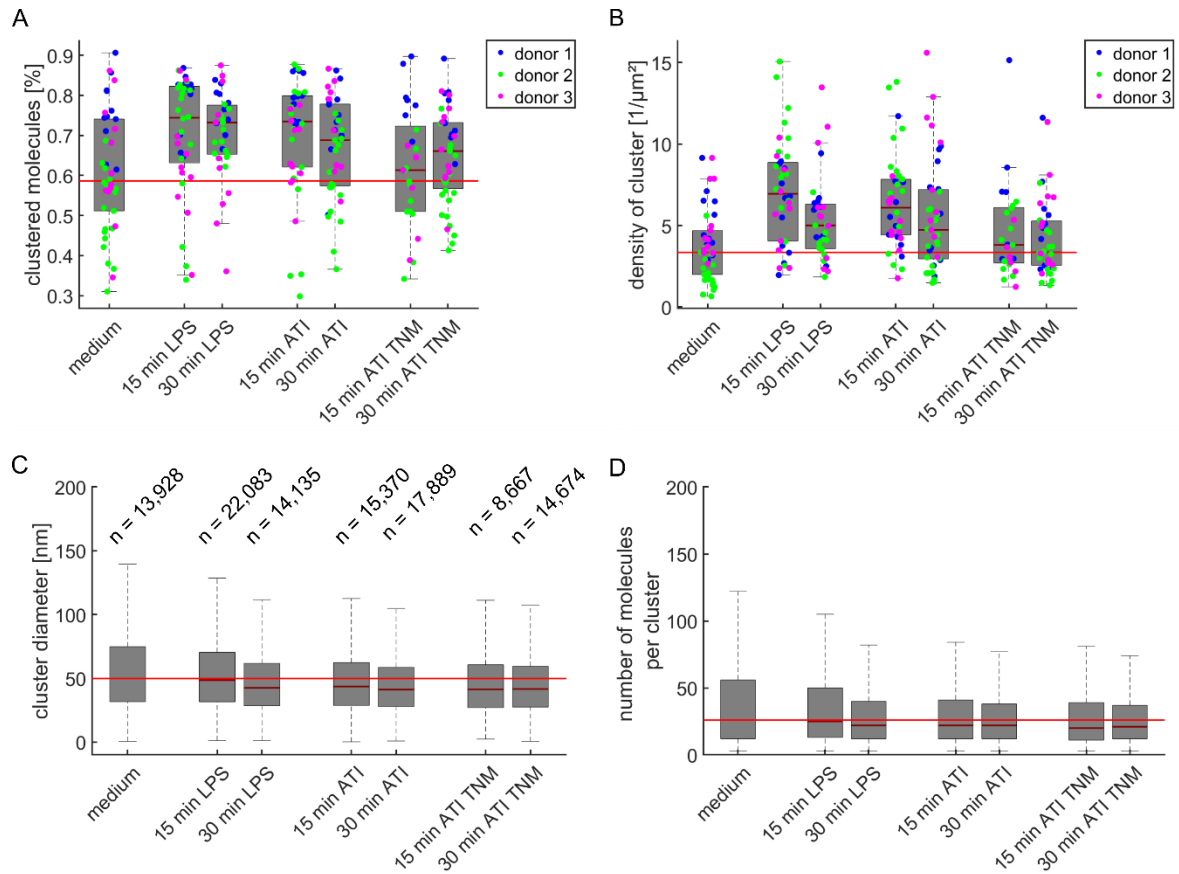 A
clustered molecules [%]
0.9
0.8
0.7
0.6
0.5
0.4
0.3
donor 1
donor 2
donor 3
medium
15 min LPS
30 min LPS
15 min ATI
30 min ATI
15 min ATI TNM
30 min ATI TNM
B
density of cluster [1/µm²]
15
10
5
0
donor 1
donor 2
donor 3
medium
15 min LPS
30 min LPS
15 min ATI
30 min ATI
15 min ATI TNM
30 min ATI TNM
C
cluster diameter [nm]
200
150
100
50
0
n = 13,928
n = 22,083
n = 14,135
n = 15,370
n = 17,889
n = 8,667
n = 14,674
medium
15 min LPS
30 min LPS
15 min ATI
30 min ATI
15 min ATI TNM
30 min ATI TNM
D
number of molecules
per cluster
200
150
100
50
0
medium
15 min LPS
30 min LPS
15 min ATI
30 min ATI
15 min ATI TNM
30 min ATI TNM